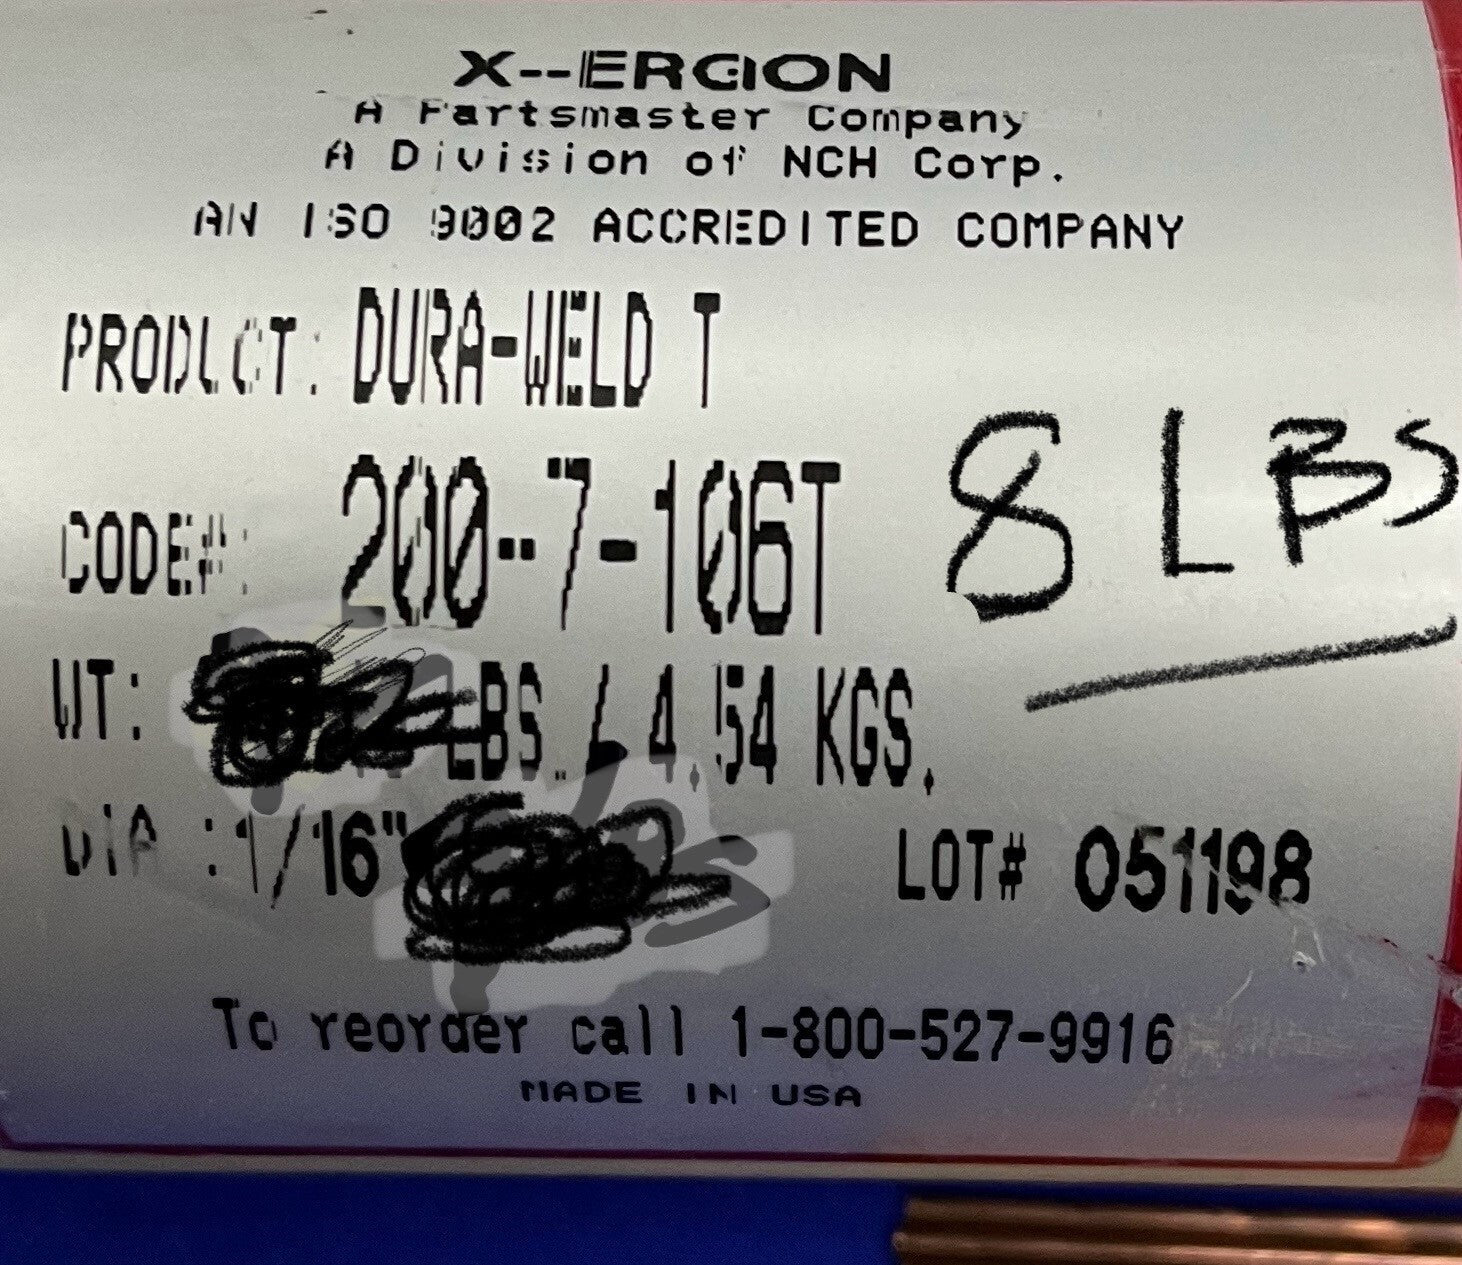 X-ERGON
A Partsmaster Company
A Division of NCH Corp.
AN ISO 9002 ACCREDITED COMPANY
PRODUCT: DURA-WELD T
CODE#: 200-7-106T
8 LBS
WT: LBS./ 4.54 KGS.
DIA :1/16"
LOT# 051198
To reorder call 1-800-527-9916
MADE IN USA